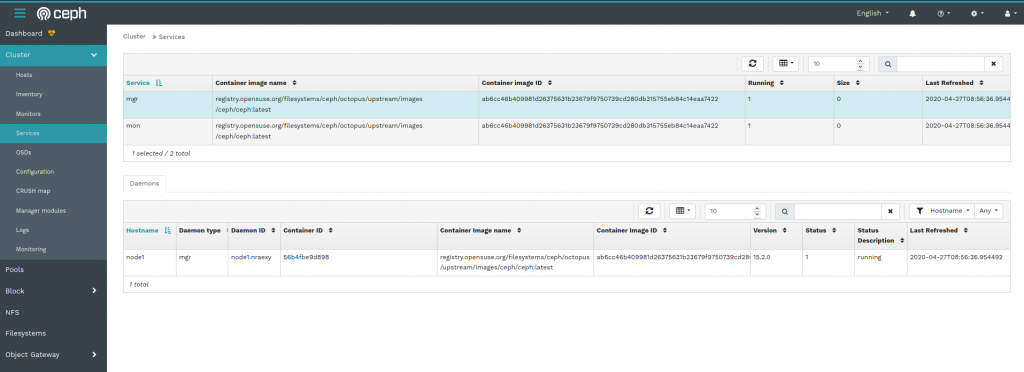 ceph
English
Dashboard
Cluster
Hosts
Inventory
Monitors
Services
OSDs
Configuration
CRUSH map
Manager modules
Logs
Monitoring
Pools
Block
NFS
Filesystems
Object Gateway
Cluster » Services
10
Service Container image name Container image ID Running Size Last Refreshed
mgr registry.opensuse.org/filesystems/ceph/octopus/upstream/images ab6cc46b409981d26375631b23679f9750739cd280db315755eb84c14eaa7422 1 0 2020-04-27T08:56:36.9544
/ceph/ceph:latest
mon registry.opensuse.org/filesystems/ceph/octopus/upstream/images ab6cc46b409981d26375631b23679f9750739cd280db315755eb84c14eaa7422 1 0 2020-04-27T08:56:36.9544
/ceph/ceph:latest
1 selected / 2 total
Daemons
10 Hostname Any
Hostname Daemon type Daemon ID Container ID Container Image name Container Image ID Version Status Status Last Refreshed
Description
node1 mgr node1.nraexy 56b4fbe9d898 registry.opensuse.org/filesystems/ceph/octopus ab6cc46b409981d26375631b23679f9750739cd28 15.2.0 1 running 2020-04-27T08:56:36.954492
/upstream/images/ceph/ceph:latest
1 total